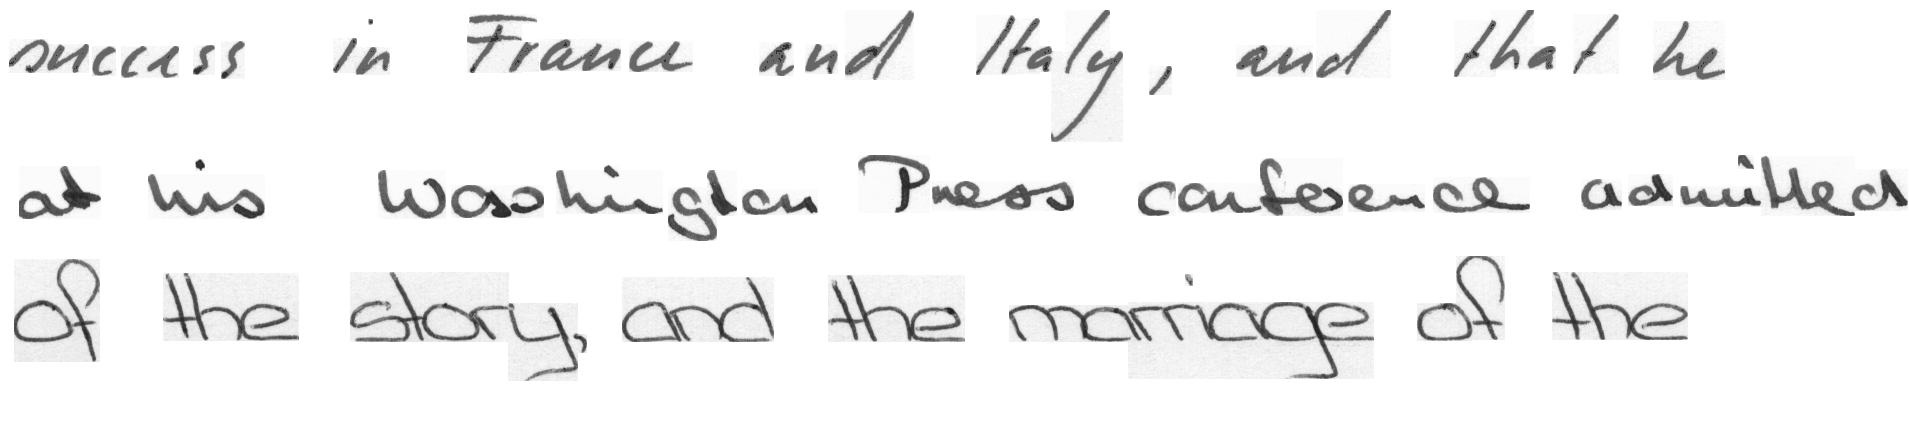 success in France and Italy, and that he
at his Washington Press conference admitted
of the story, and the marriage of the